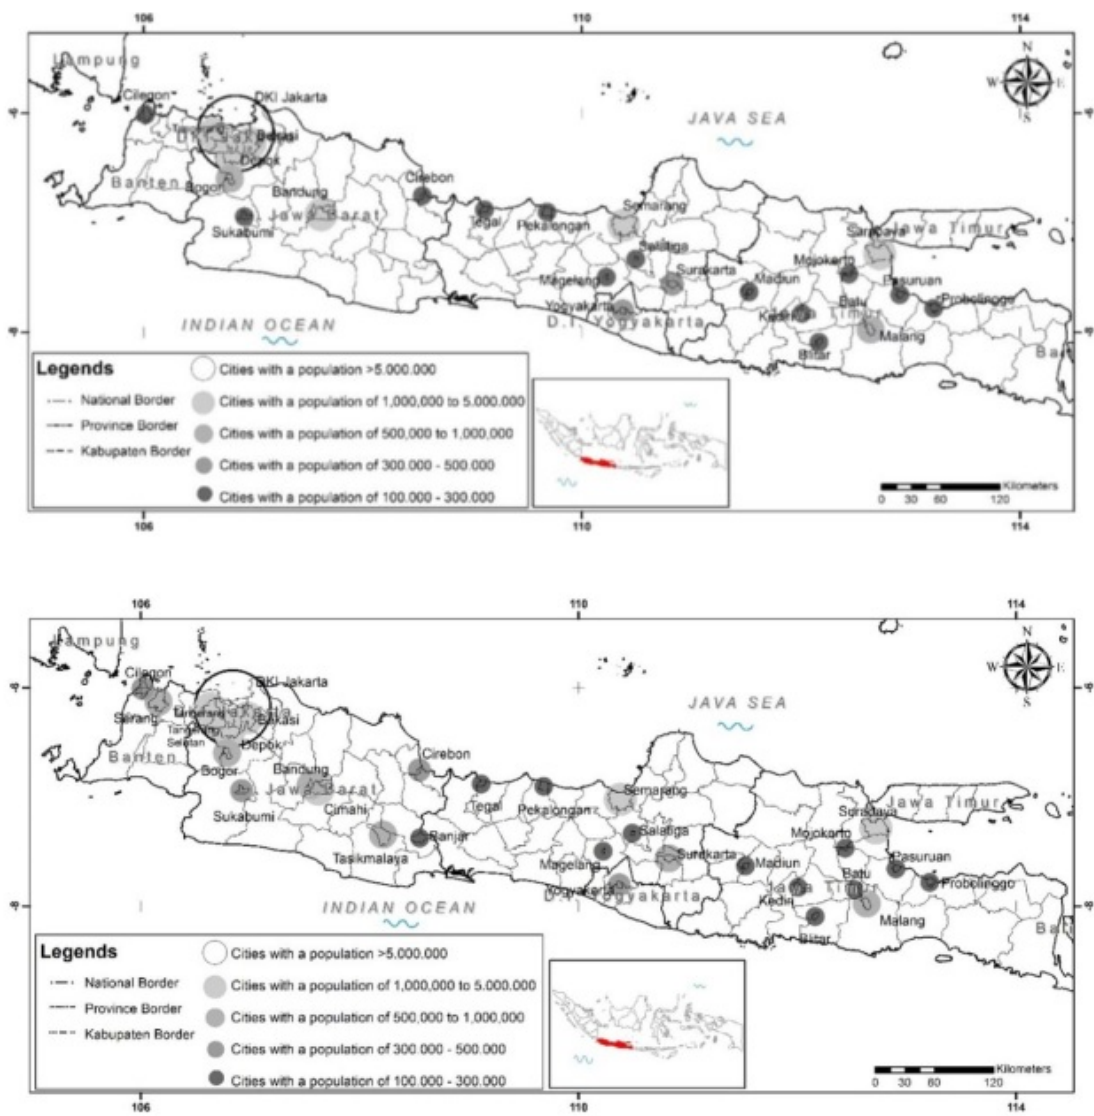 106 110 114
Lampung
Cilegon
DKI Jakarta
N
W E
S
-6
JAVA SEA
Bekasi
Depok
Banten Bogor
Bandung
Cirebon
Jawa Barat
Sukabumi
Tegal
Pekalongan
Semarang
Jawa Timur
Surabaya
Salatiga
Mojokerto
Magelang
Surakarta
Madiun
Pasuruan
Yogyakarta
Kediri
Batu
Probolinggo
D.I. Yogyakarta
Malang
Blitar
INDIAN OCEAN
-8
Legends
National Border
Province Border
Kabupaten Border
Cities with a population >5.000.000
Cities with a population of 1,000,000 to 5.000.000
Cities with a population of 500,000 to 1,000,000
Cities with a population of 300.000 - 500.000
Cities with a population of 100.000 - 300.000
Kilometers
0 30 60 120
106 110 114
106 110 114
Lampung
Cilegon
DKI Jakarta
N
W E
S
-6
JAVA SEA
Serang
Tangerang
Bekasi
Tangerang
Selatan
Depok
Banten
Bogor
Bandung
Cirebon
Jawa Barat
Sukabumi
Cimahi
Tegal
Pekalongan
Semarang
Jawa Timur
Surabaya
Banjar
Tasikmalaya
Salatiga
Mojokerto
Magelang
Surakarta
Madiun
Pasuruan
Yogyakarta
Kediri
Batu
Jawa Timur
Probolinggo
D.I. Yogyakarta
Malang
Blitar
INDIAN OCEAN
-8
Legends
National Border
Province Border
Kabupaten Border
Cities with a population >5.000.000
Cities with a population of 1,000,000 to 5.000.000
Cities with a population of 500,000 to 1,000,000
Cities with a population of 300.000 - 500.000
Cities with a population of 100.000 - 300.000
Kilometers
0 30 60 120
106 110 114